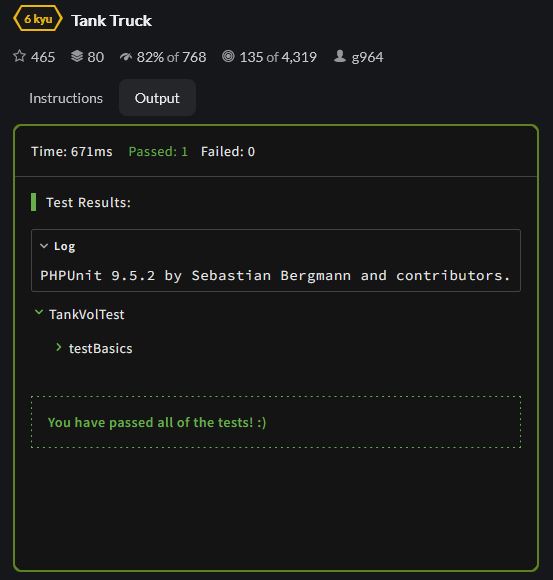 6 kyu Tank Truck
465 80 82% of 768 135 of 4,319 g964
Instructions Output
Time: 671ms Passed: 1 Failed: 0
Test Results:
Log
PHPUnit 9.5.2 by Sebastian Bergmann and contributors.
TankVolTest
testBasics
You have passed all of the tests! :)